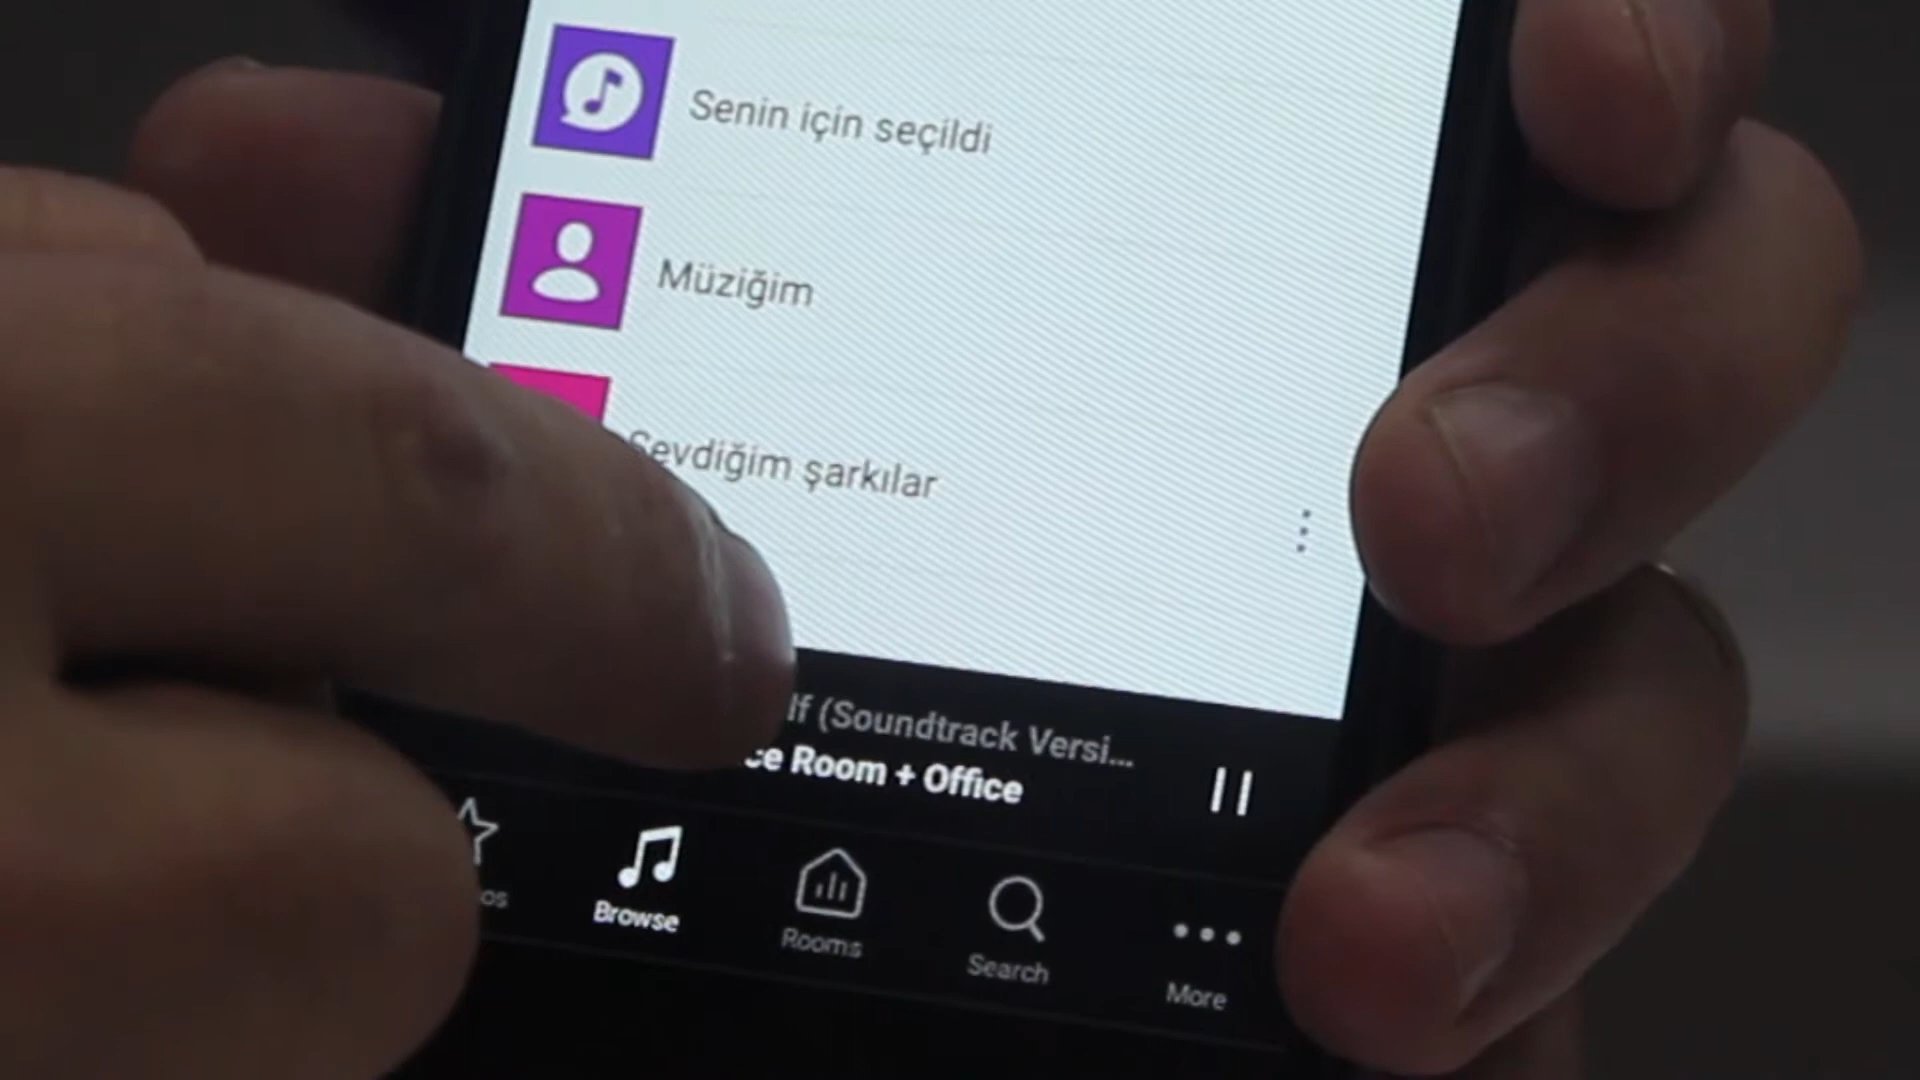 Senin için seçildi
Müziğim
Sevdiğim şarkılar
(Soundtrack Versi...
Room + Office
Browse
Rooms
Search
More